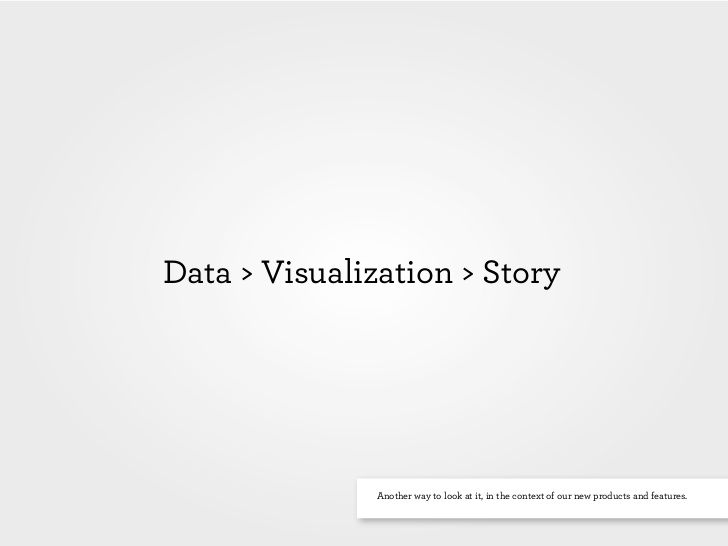 Data > Visualization > Story
Another way to look at it, in the context of our new products and features.